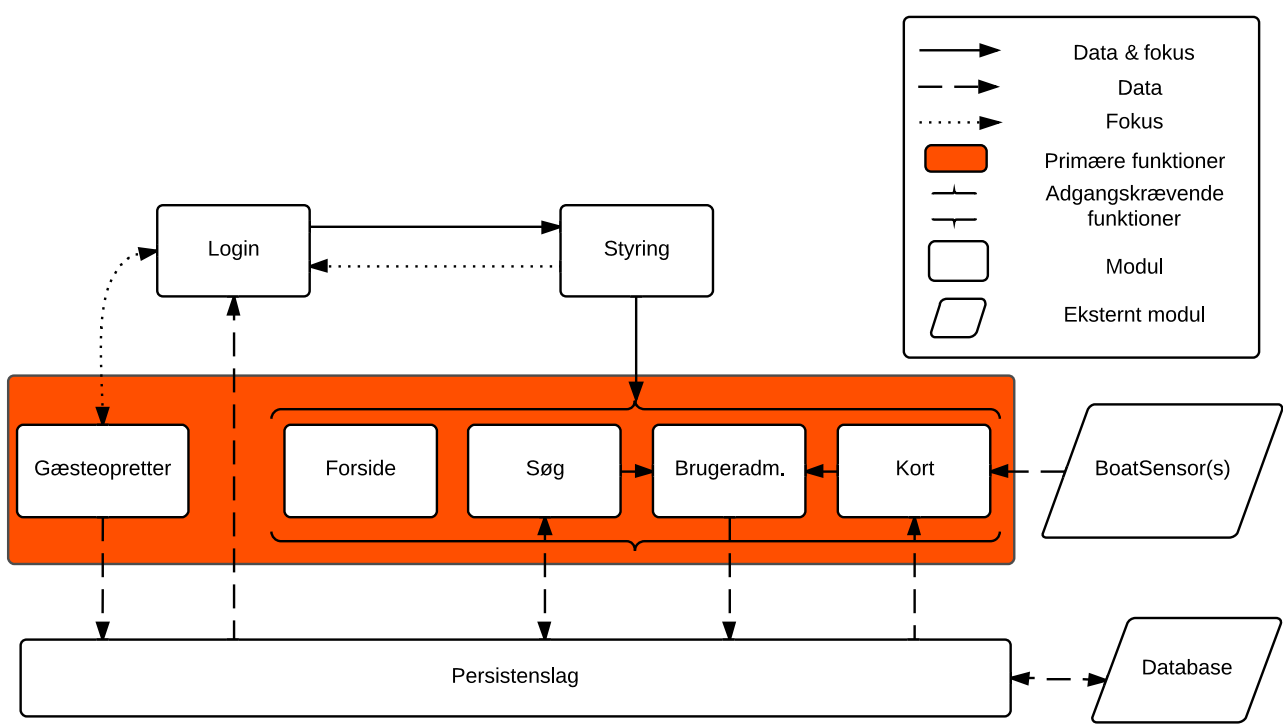 Data & fokus
Data
Fokus
Primære funktioner
Adgangskrævende
funktioner
Modul
Eksternt modul
Login
Styring
Gæsteopretter
Forside
Søg
Brugeradm.
Kort
BoatSensor(s)
Persistenslag
Database